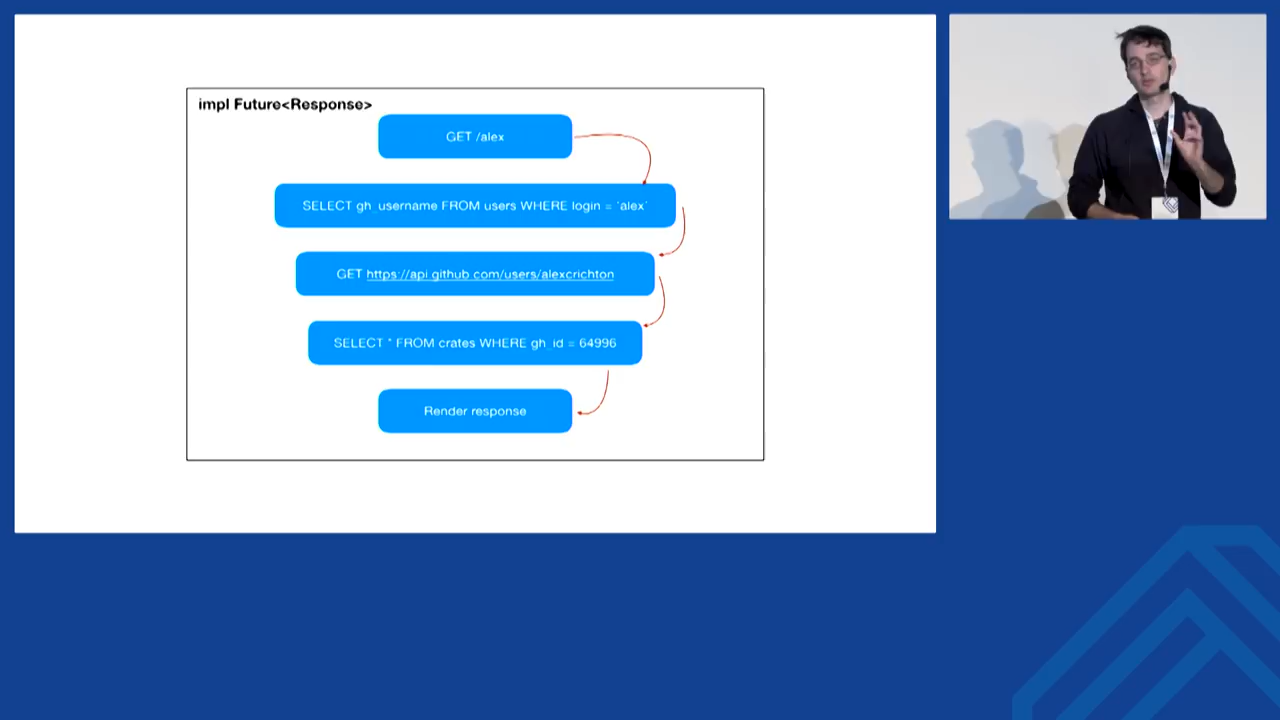 impl Future<Response>
GET /alex
SELECT gh_username FROM users WHERE login = `alex`
GET https://api.github.com/users/alexcrichton
SELECT * FROM crates WHERE gh_id = 64996
Render response